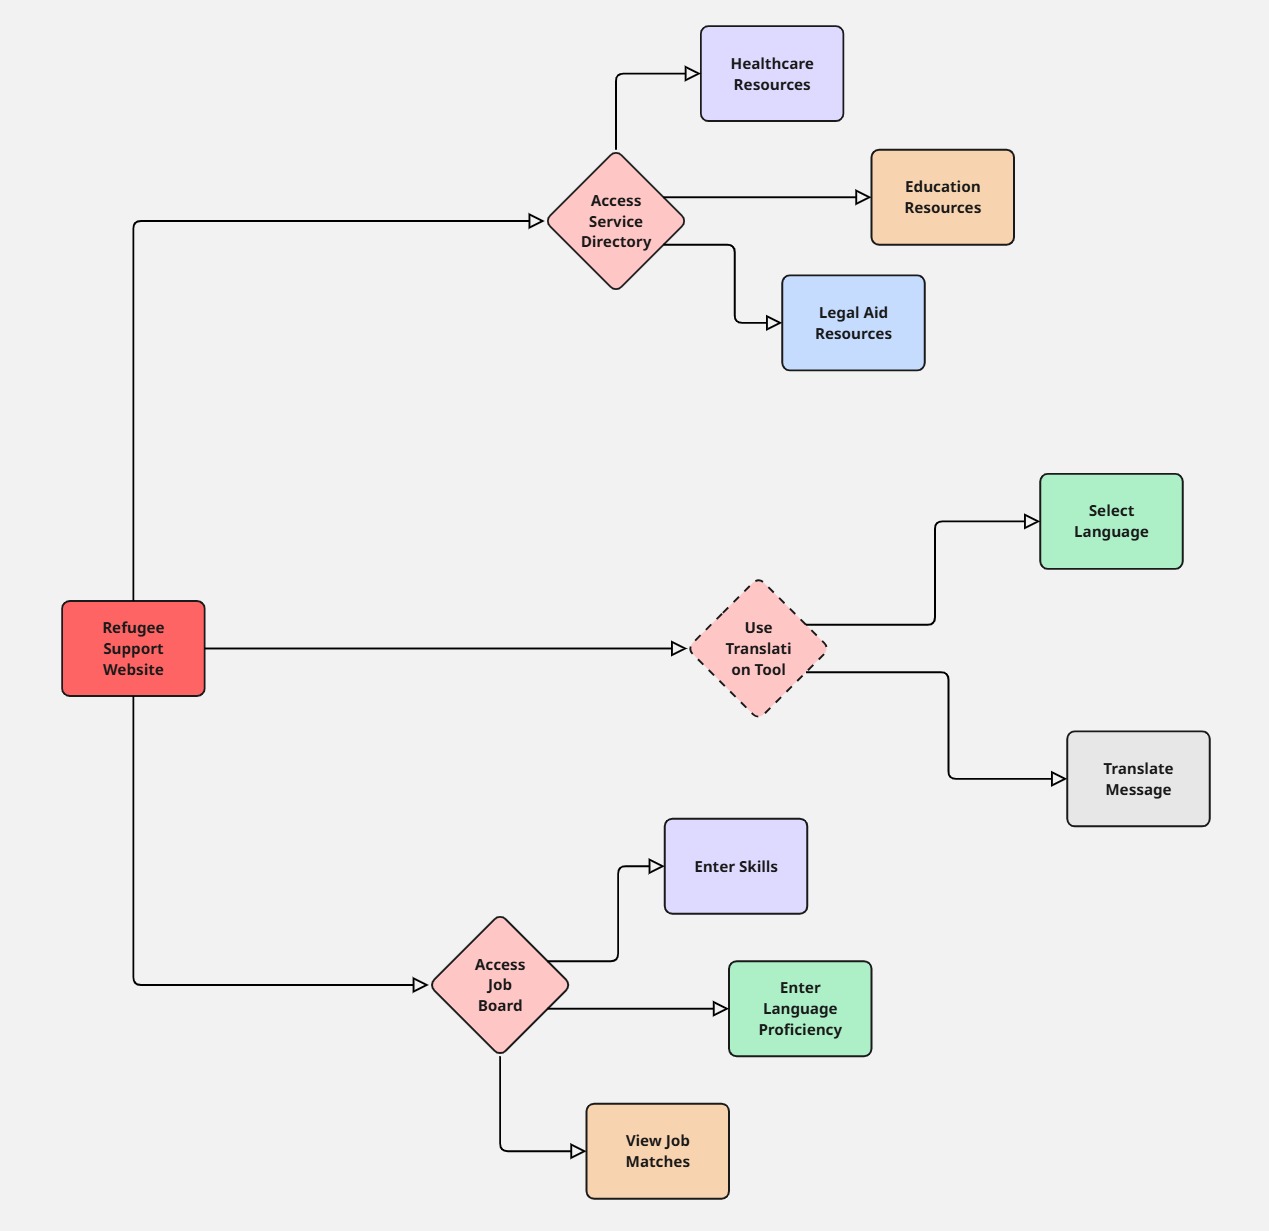 Healthcare
Resources
Education
Resources
Access
Service
Directory
Legal Aid
Resources
Select
Language
Refugee
Support
Website
Use
Translati
on Tool
Translate
Message
Enter Skills
Access
Job
Board
Enter
Language
Proficiency
View Job
Matches